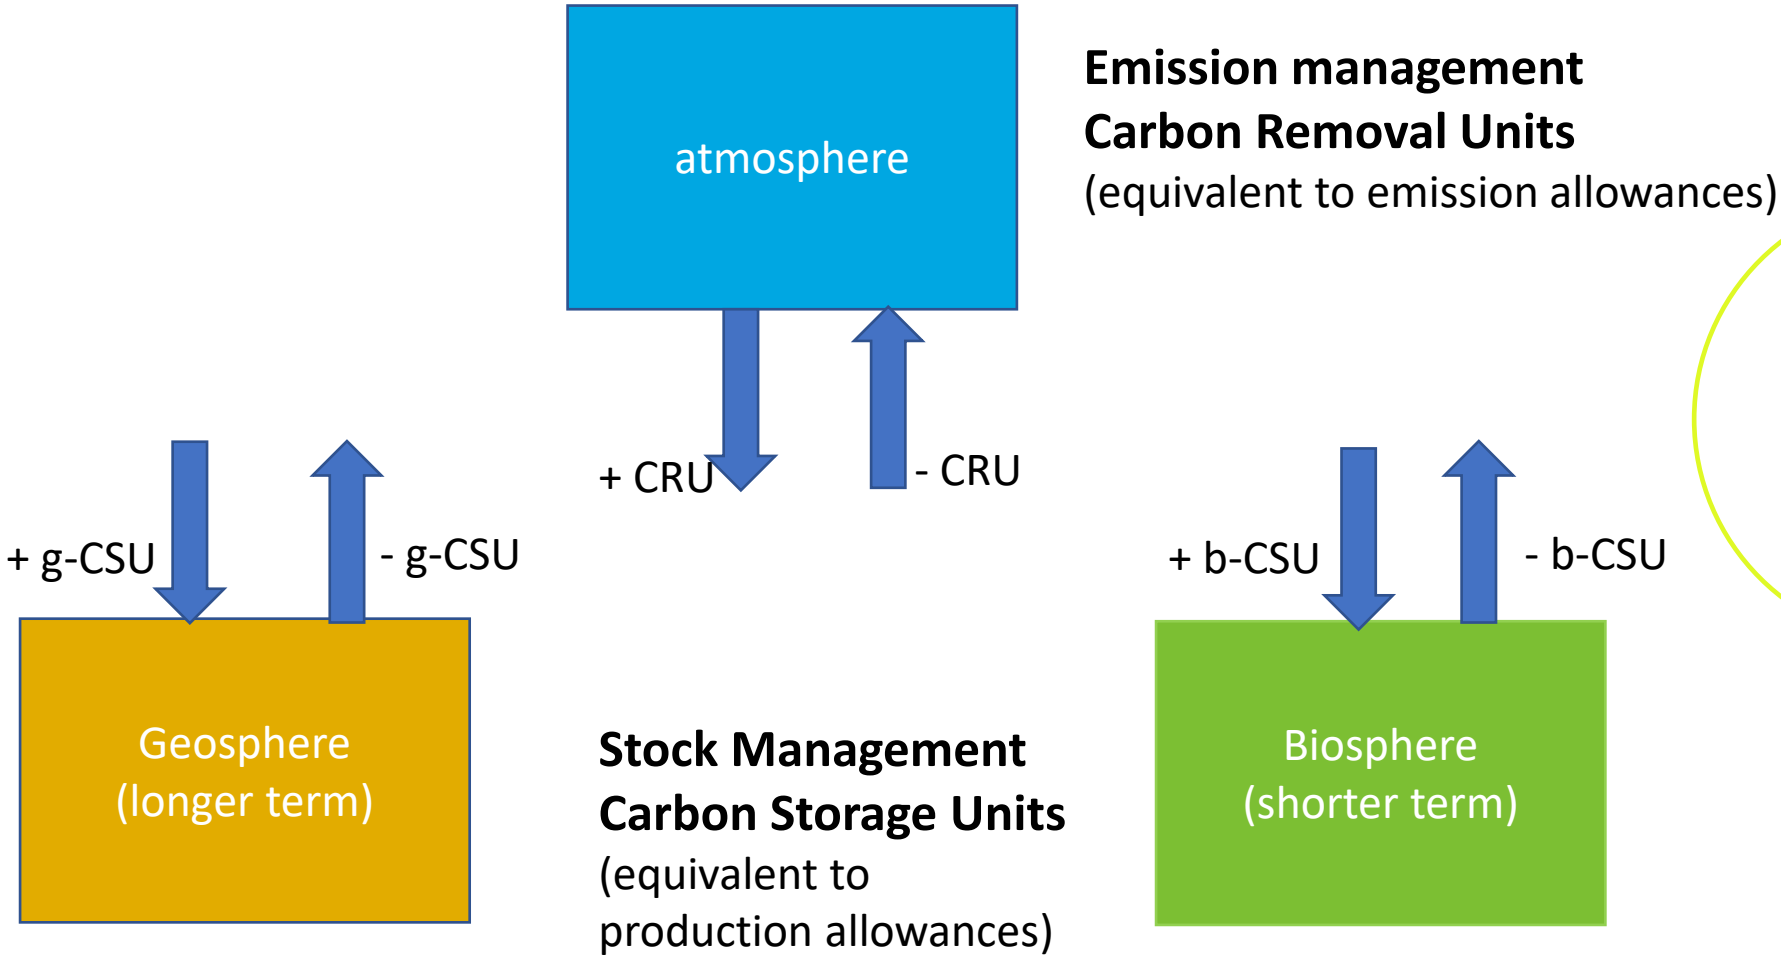 atmosphere
Emission management
Carbon Removal Units
(equivalent to emission allowances)
+ CRU
- CRU
+ g-CSU
- g-CSU
+ b-CSU
- b-CSU
Geosphere
(longer term)
Stock Management
Carbon Storage Units
(equivalent to
production allowances)
Biosphere
(shorter term)